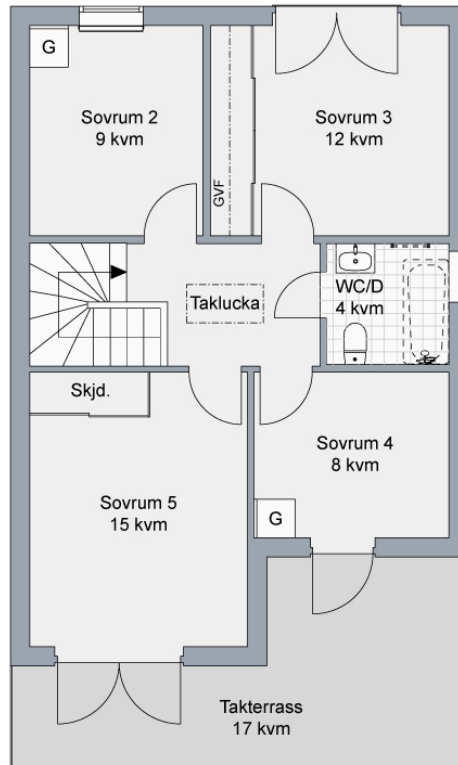 G
Sovrum 2
9 kvm
Sovrum 3
12 kvm
GVF
WC/D
4 kvm
Taklucka
Skjd.
Sovrum 4
8 kvm
Sovrum 5
15 kvm
G
Takterrass
17 kvm